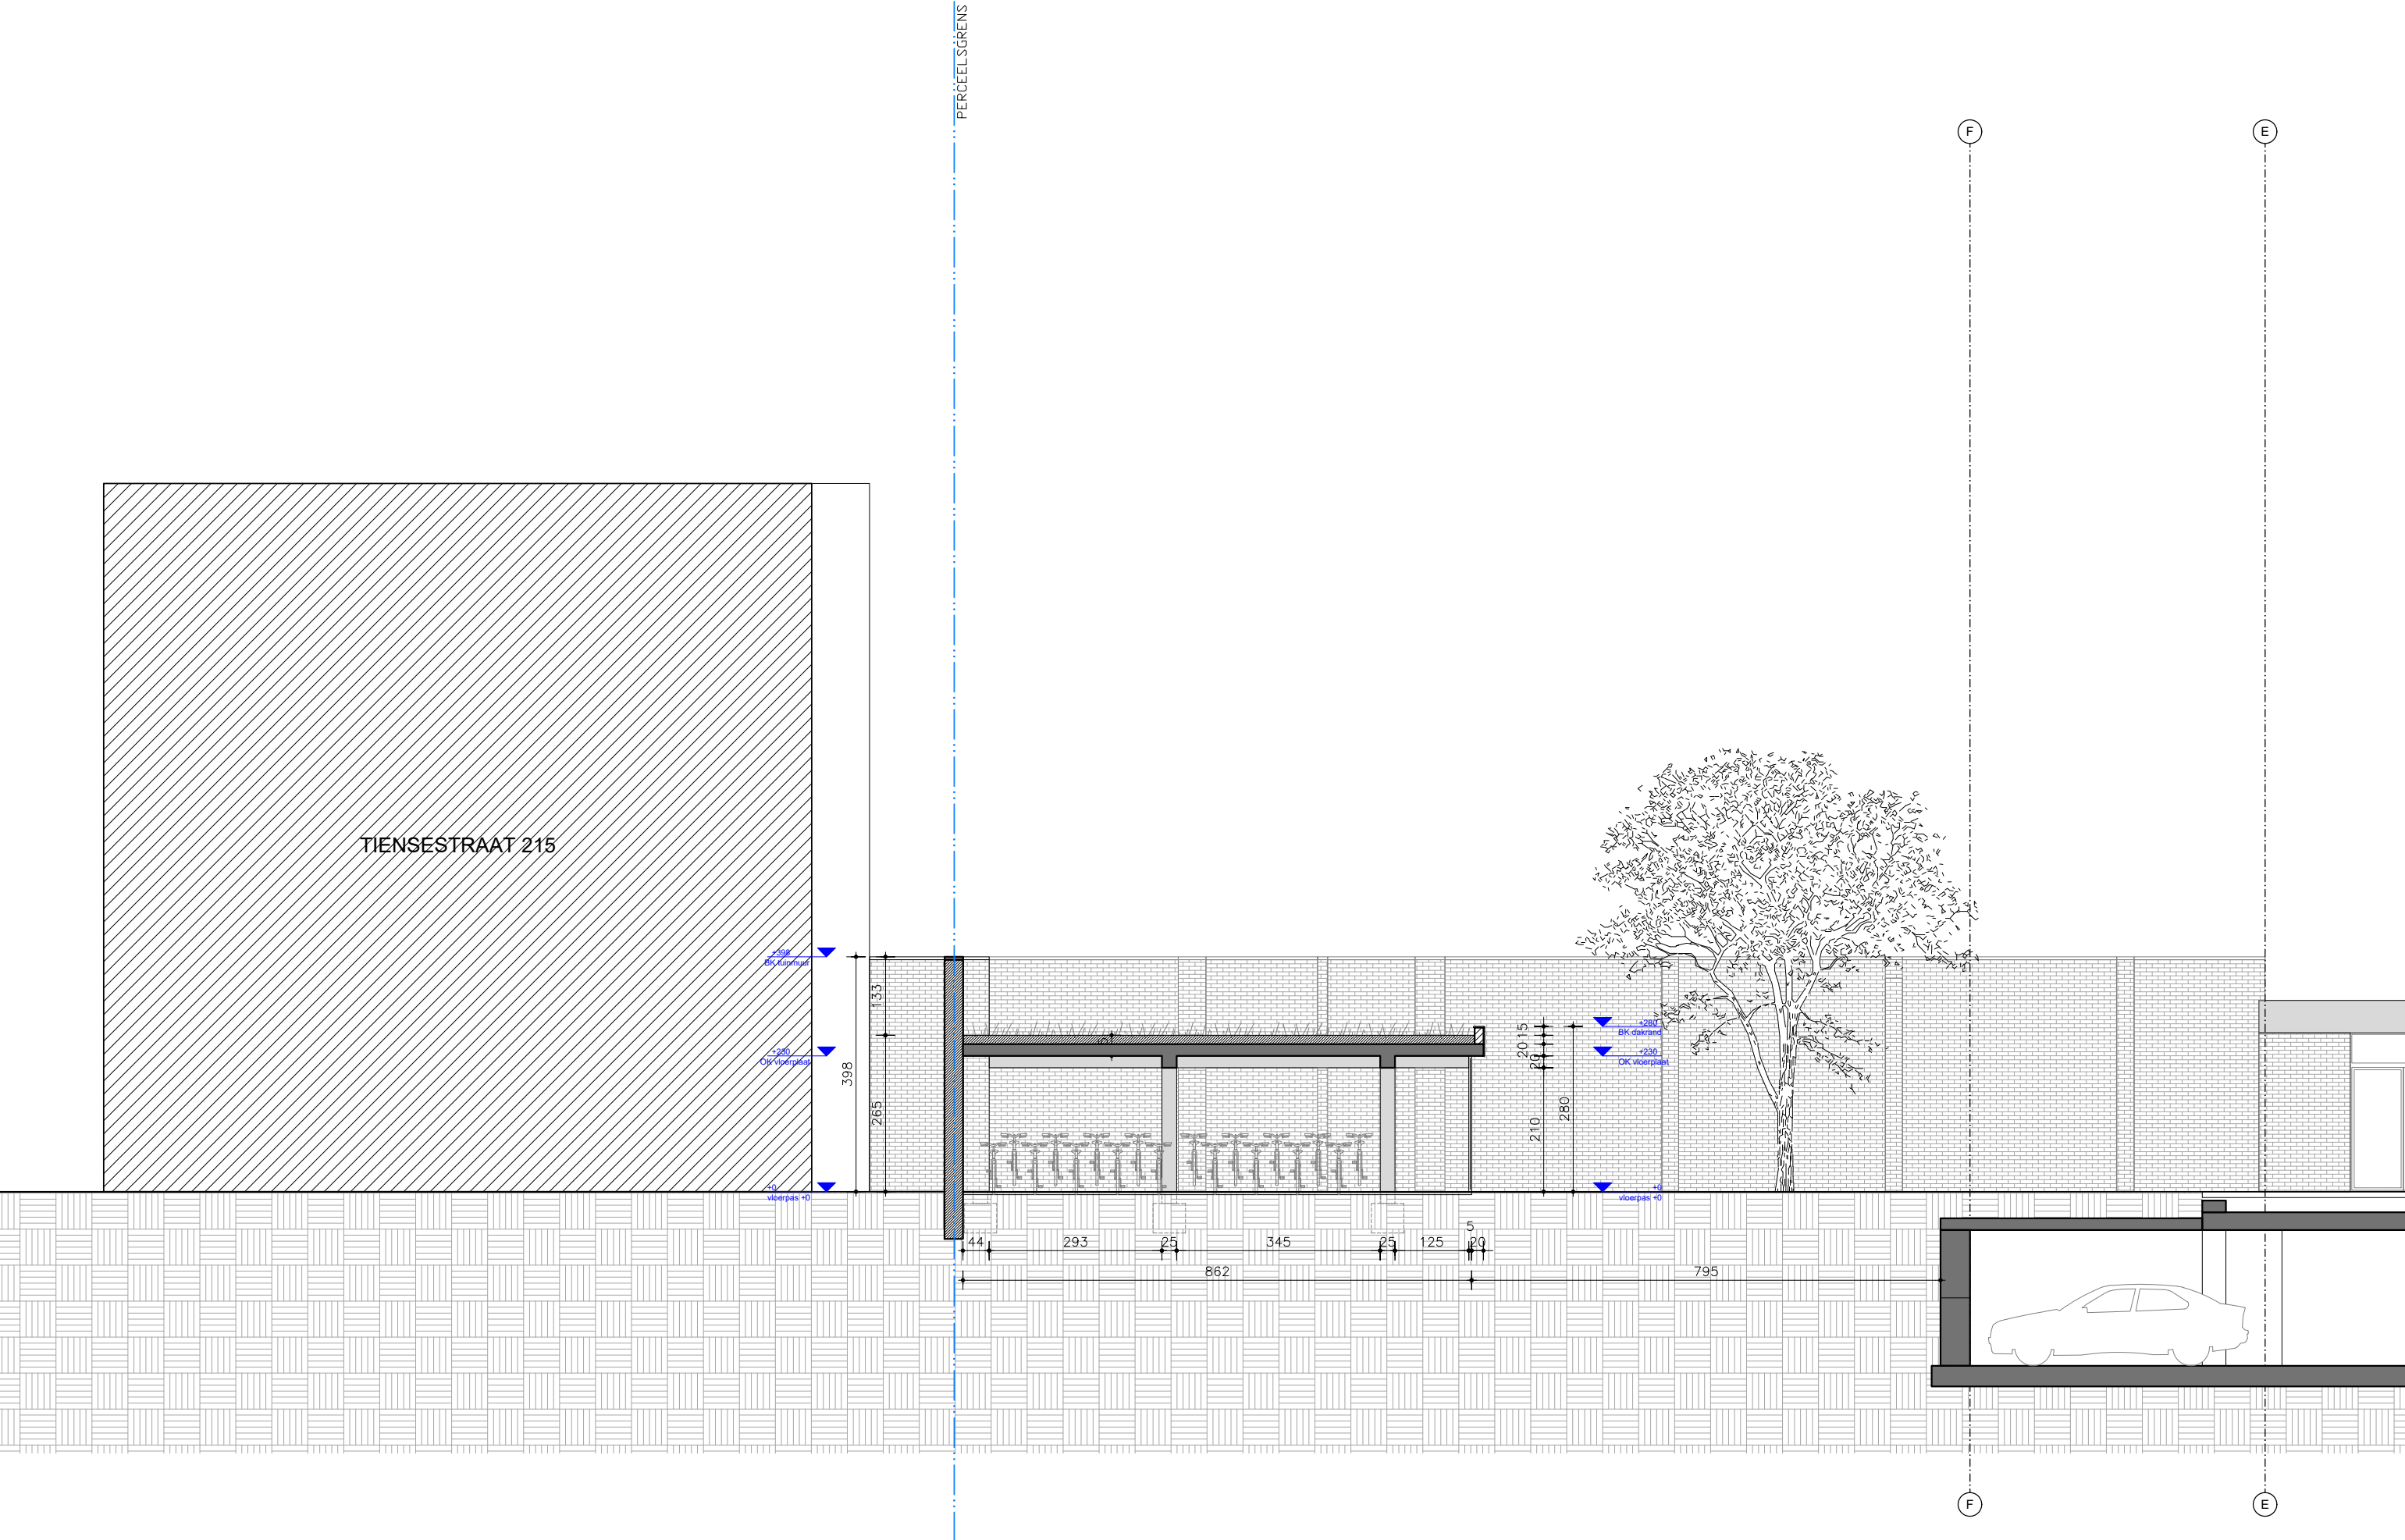 PERCEELSGRENS
F
E
TIENSESTRAAT 215
+398
BK tuinmuur
133
+280
BK dakrand
15
20
+230
OK vloerplaat
+230
OK vloerplaat
20
398
265
280
210
+0
vloerpas +0
+0
vloerpas +0
44
293
25
345
25
125
5
20
862
795
F
E